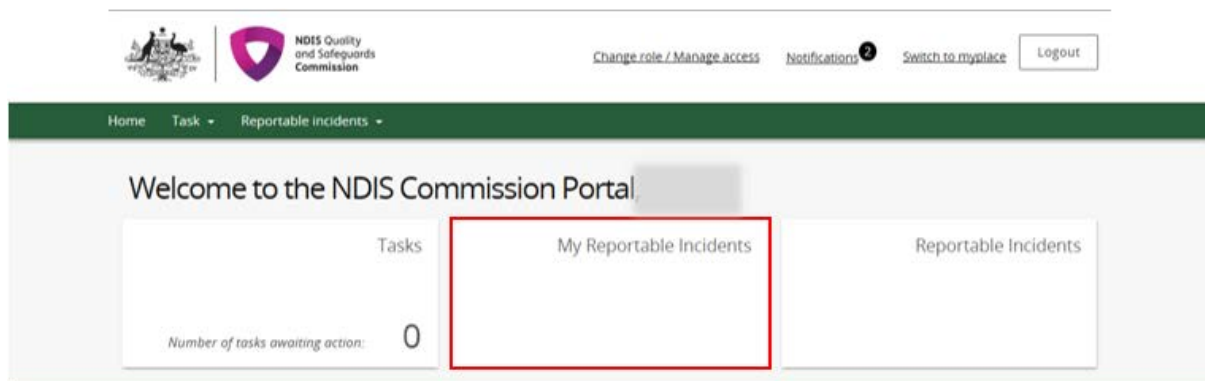 NDIS Quality
and Safeguards
Commission
Change role / Manage access Notifications 2 Switch to myplace Logout
Home Task Reportable incidents
Welcome to the NDIS Commission Portal,
Tasks
My Reportable Incidents
Reportable Incidents
Number of tasks awaiting action: 0